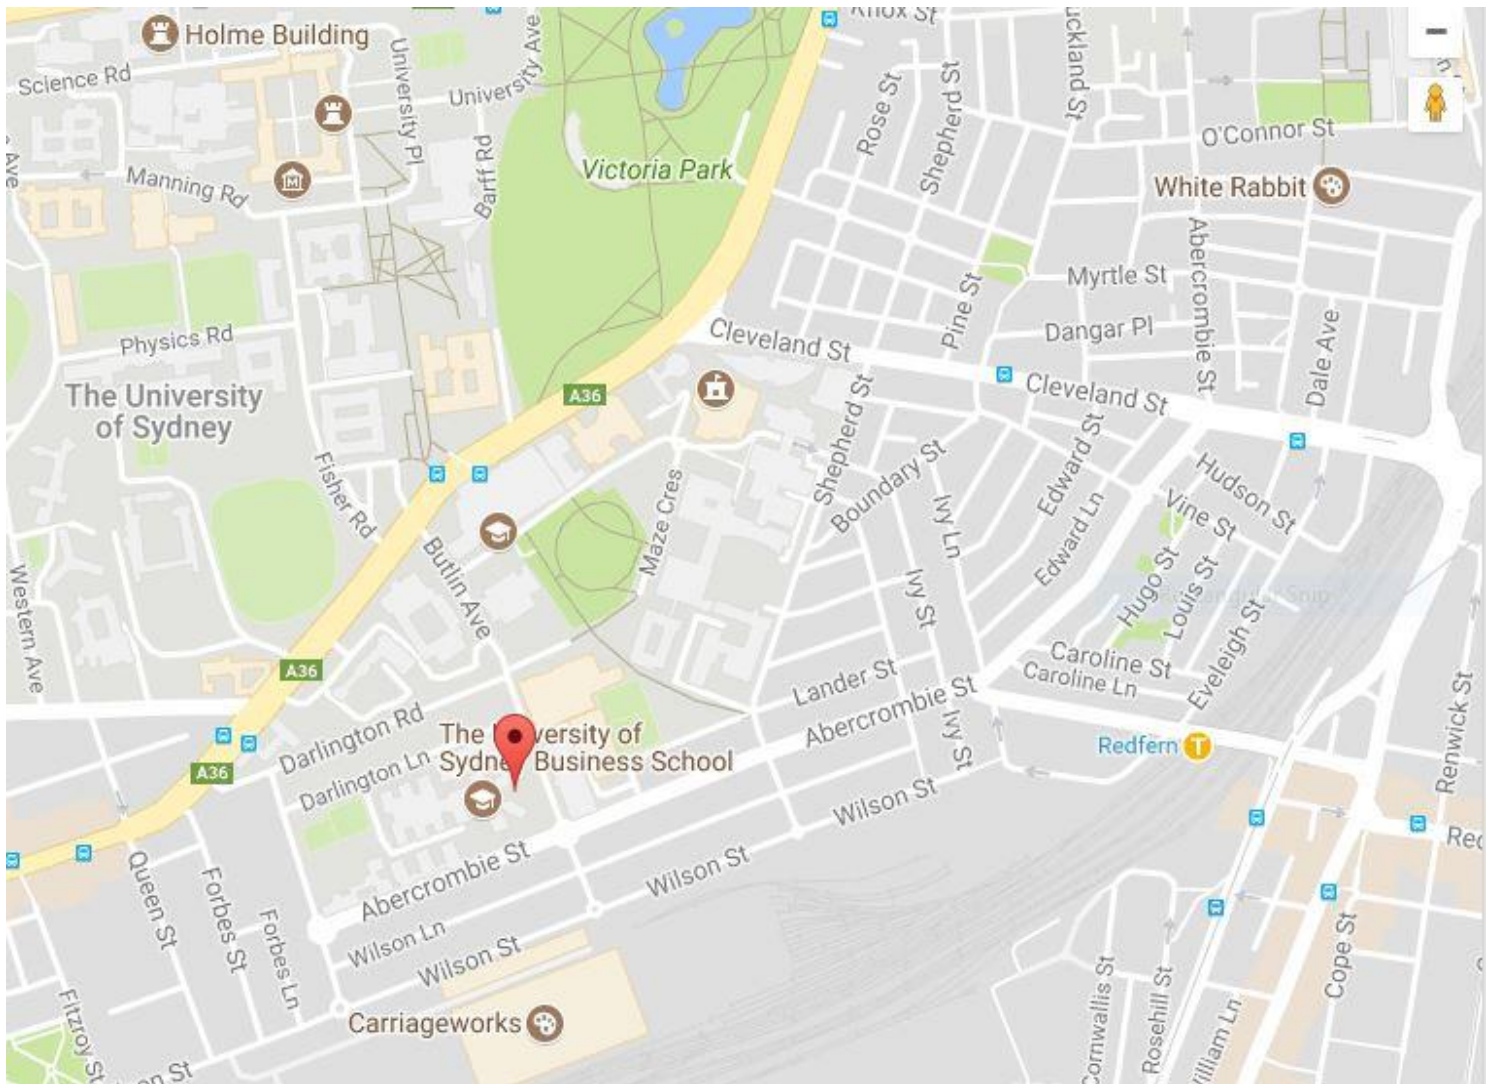 Knox St
Holme Building
Science Rd
University Pl
University Ave
Barff Rd
Manning Rd
Victoria Park
Rose St
Shepherd St
O'Connor St
White Rabbit
Abercrombie St
Myrtle St
Pine St
Dangar Pl
Dale Ave
Physics Rd
Cleveland St
The University
of Sydney
A36
Cleveland St
Shepherd St
Boundary St
Edward St
Edward Ln
Hudson St
Vine St
Fisher Rd
Maze Cres
Ivy Ln
Butlin Ave
Western Ave
Ivy St
Hugo St
Louis St
Rectangular Snip
Eveleigh St
Caroline St
Caroline Ln
A36
Lander St
Abercrombie St
Ivy St
Renwick St
Redfern
T
Darlington Rd
Darlington Ln
The University of
Sydney Business School
A36
Wilson St
Wilson St
Abercrombie St
Queen St
Forbes St
Forbes Ln
Wilson Ln
Wilson St
Fitzroy St
Carriageworks
Cornwallis St
Rosehill St
William Ln
Cope St